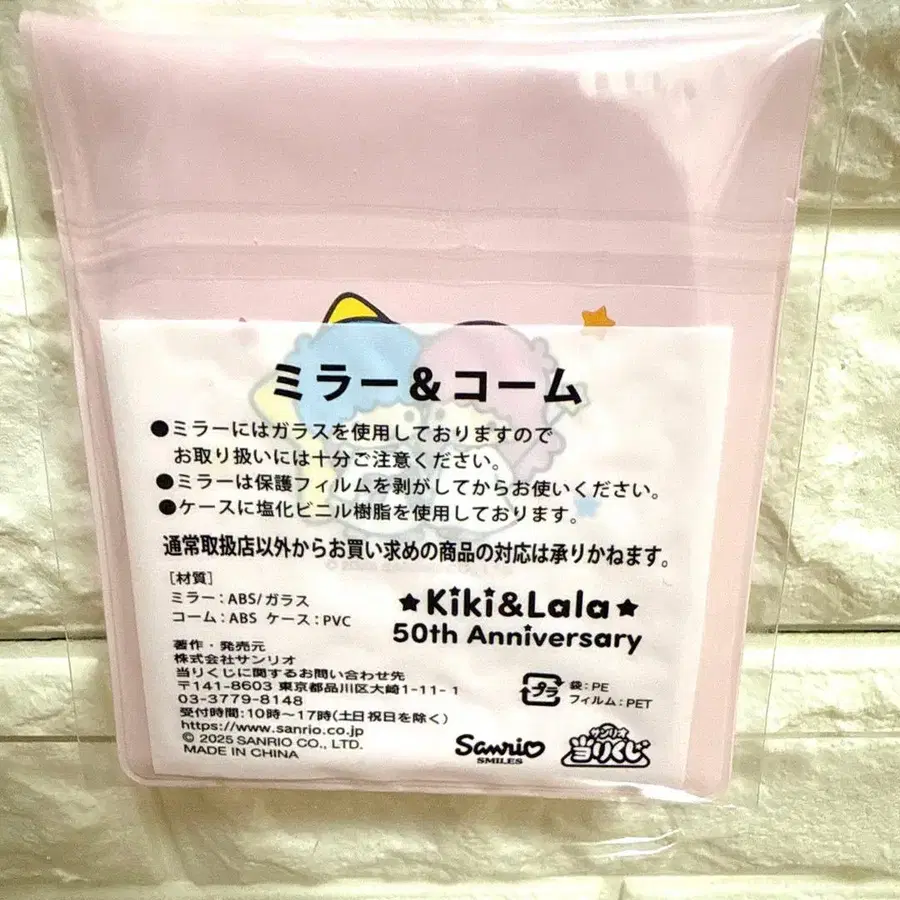 ミラー&コーム
●ミラーにはガラスを使用しておりますので
お取り扱いには十分ご注意ください。
●ミラーは保護フィルムを剥がしてからお使いください。
●ケースに塩化ビニル樹脂を使用しております。
通常取扱店以外からお買い求めの商品の対応は承りかねます。
[材質]
ミラー:ABS/ガラス
コーム:ABS ケース:PVC
★Kiki&Lala★
50th Anniversary
著作・発売元
株式会社サンリオ
当りくじに関するお問い合わせ先
〒141-8603 東京都品川区大崎1-11-1
03-3779-8148
受付時間:10時～17時(土日祝日を除く)
https://www.sanrio.co.jp
© 2025 SANRIO CO., LTD.
MADE IN CHINA
プラ
袋:PE
フィルム:PET
Sanrio
SMILES
サンリオ
当りくじ